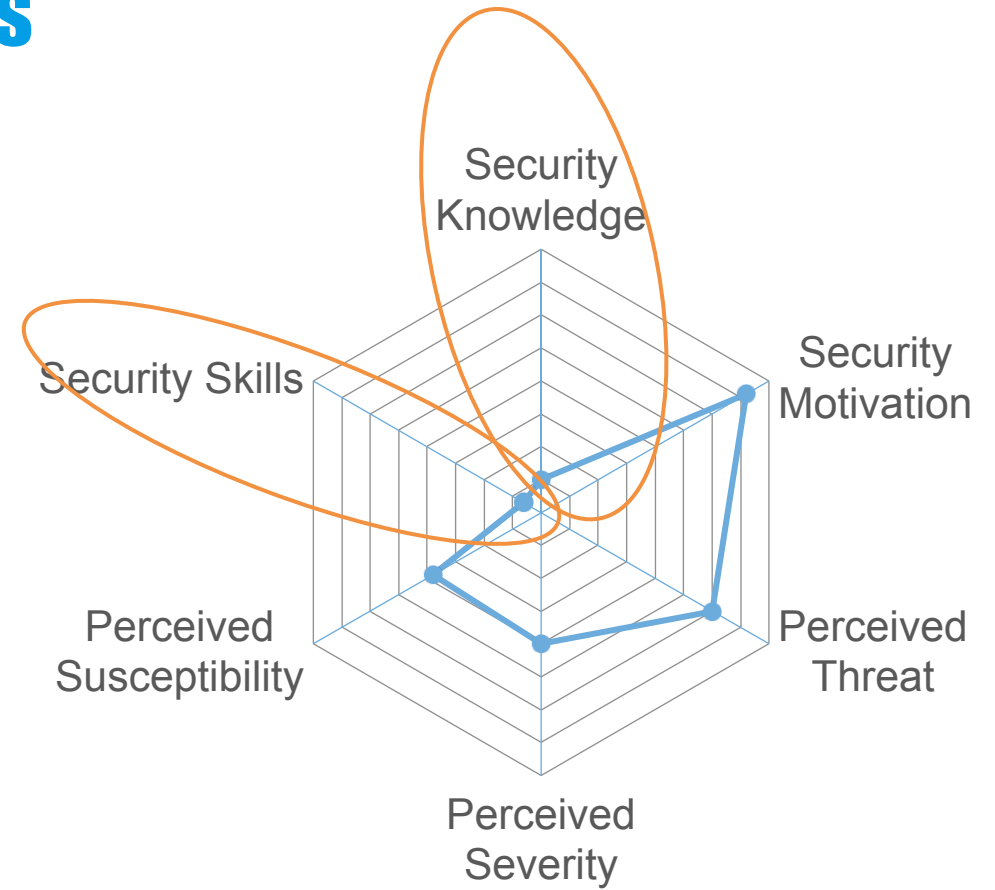 s
Security
Knowledge
Security
Motivation
Security Skills
Perceived
Susceptibility
Perceived
Threat
Perceived
Severity